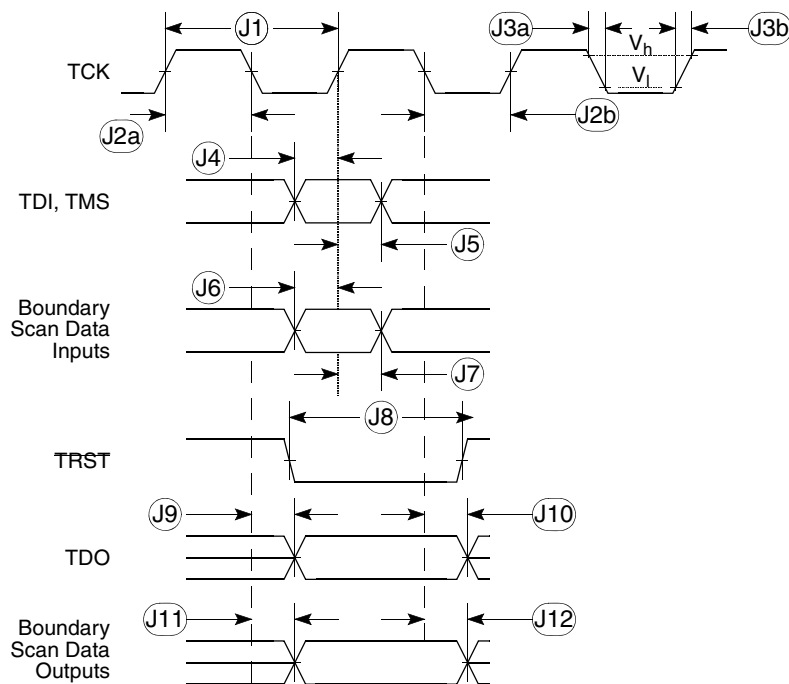 J1
J3a
J3b
TCK
Vh
Vl
J2a
J2b
J4
TDI, TMS
J5
J6
Boundary
Scan Data
Inputs
J7
J8
TRST
J9
J10
TDO
J11
J12
Boundary
Scan Data
Outputs